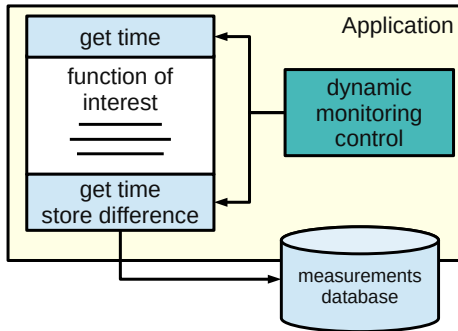 Application
get time
function of
interest
dynamic
monitoring
control
get time
store difference
measurements
database